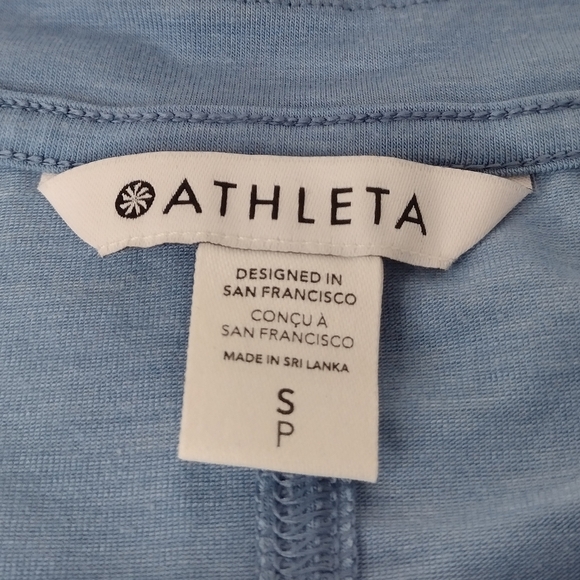 ATHLETA
DESIGNED IN
SAN FRANCISCO
CONÇU À
SAN FRANCISCO
MADE IN SRI LANKA
S
P